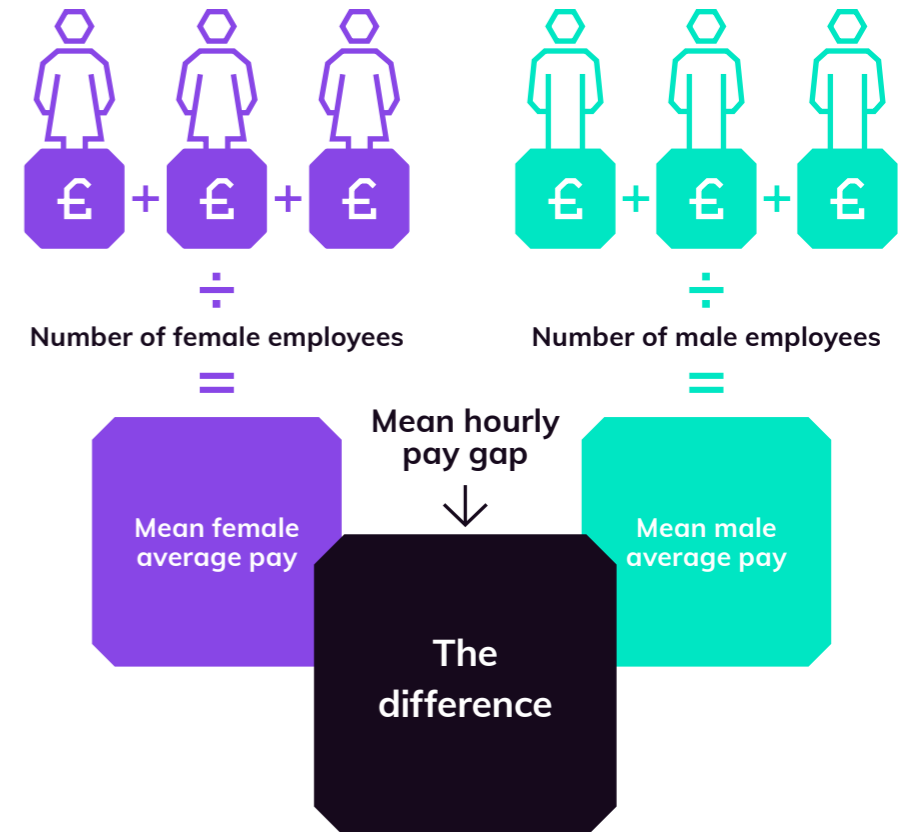 £ + £ + £
£ + £ + £
÷
÷
Number of female employees
Number of male employees
=
=
Mean hourly
pay gap
Mean female
average pay
Mean male
average pay
The
difference